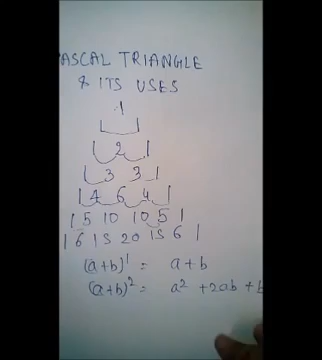 PASCAL TRIANGLE
& ITS USES
1
1 1
1 2 1
1 3 3 1
1 4 6 4 1
1 5 10 10 5 1
1 6 15 20 15 6 1
(a+b)¹ = a+b
(a+b)² = a² + 2ab + b